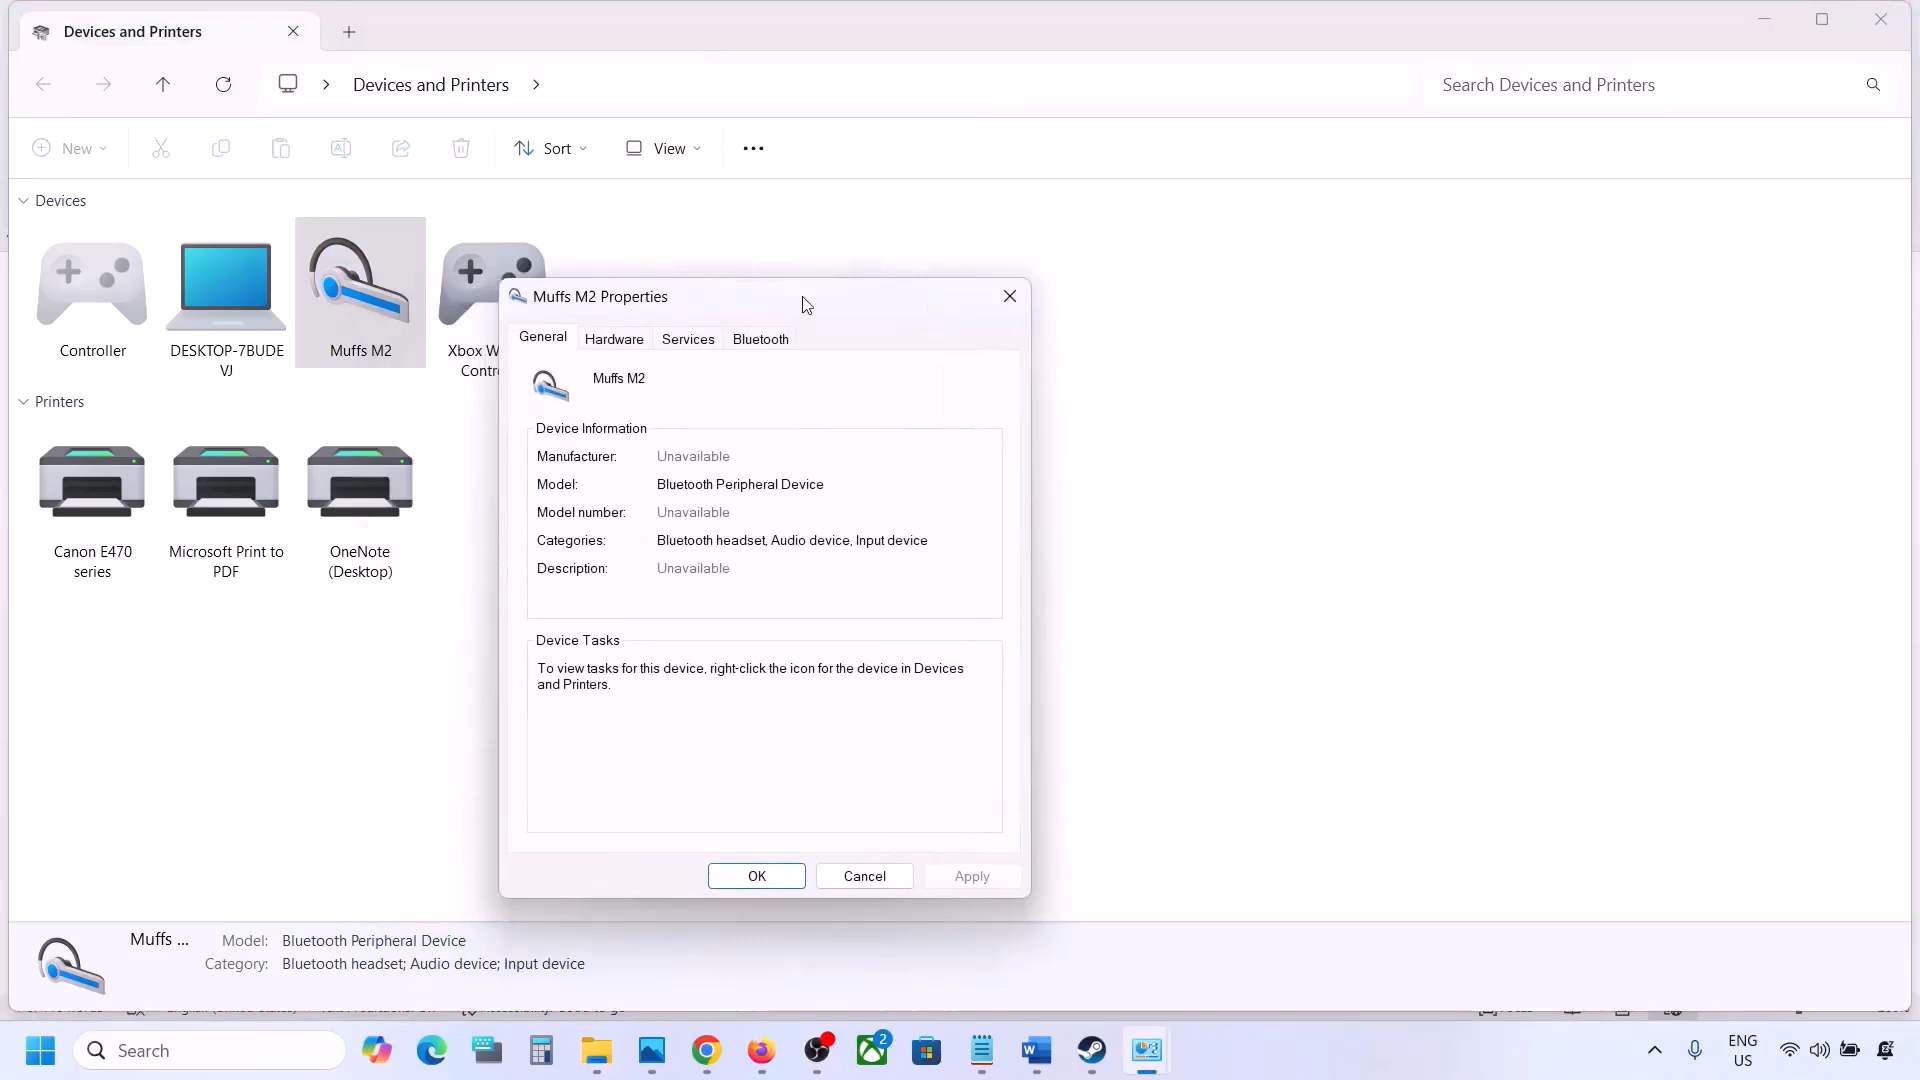 Devices and Printers
Devices and Printers
Search Devices and Printers
New
Sort
View
Devices
Controller
DESKTOP-7BUDE
VJ
Muffs M2
Xbox W
Contr
Printers
Canon E470
series
Microsoft Print to
PDF
OneNote
(Desktop)
Muffs M2 Properties
General
Hardware
Services
Bluetooth
Muffs M2
Device Information
Manufacturer: Unavailable
Model: Bluetooth Peripheral Device
Model number: Unavailable
Categories: Bluetooth headset, Audio device, Input device
Description: Unavailable
Device Tasks
To view tasks for this device, right-click the icon for the device in Devices
and Printers.
OK
Cancel
Apply
Muffs ...
Model: Bluetooth Peripheral Device
Category: Bluetooth headset; Audio device; Input device
Search
2
ENG
US